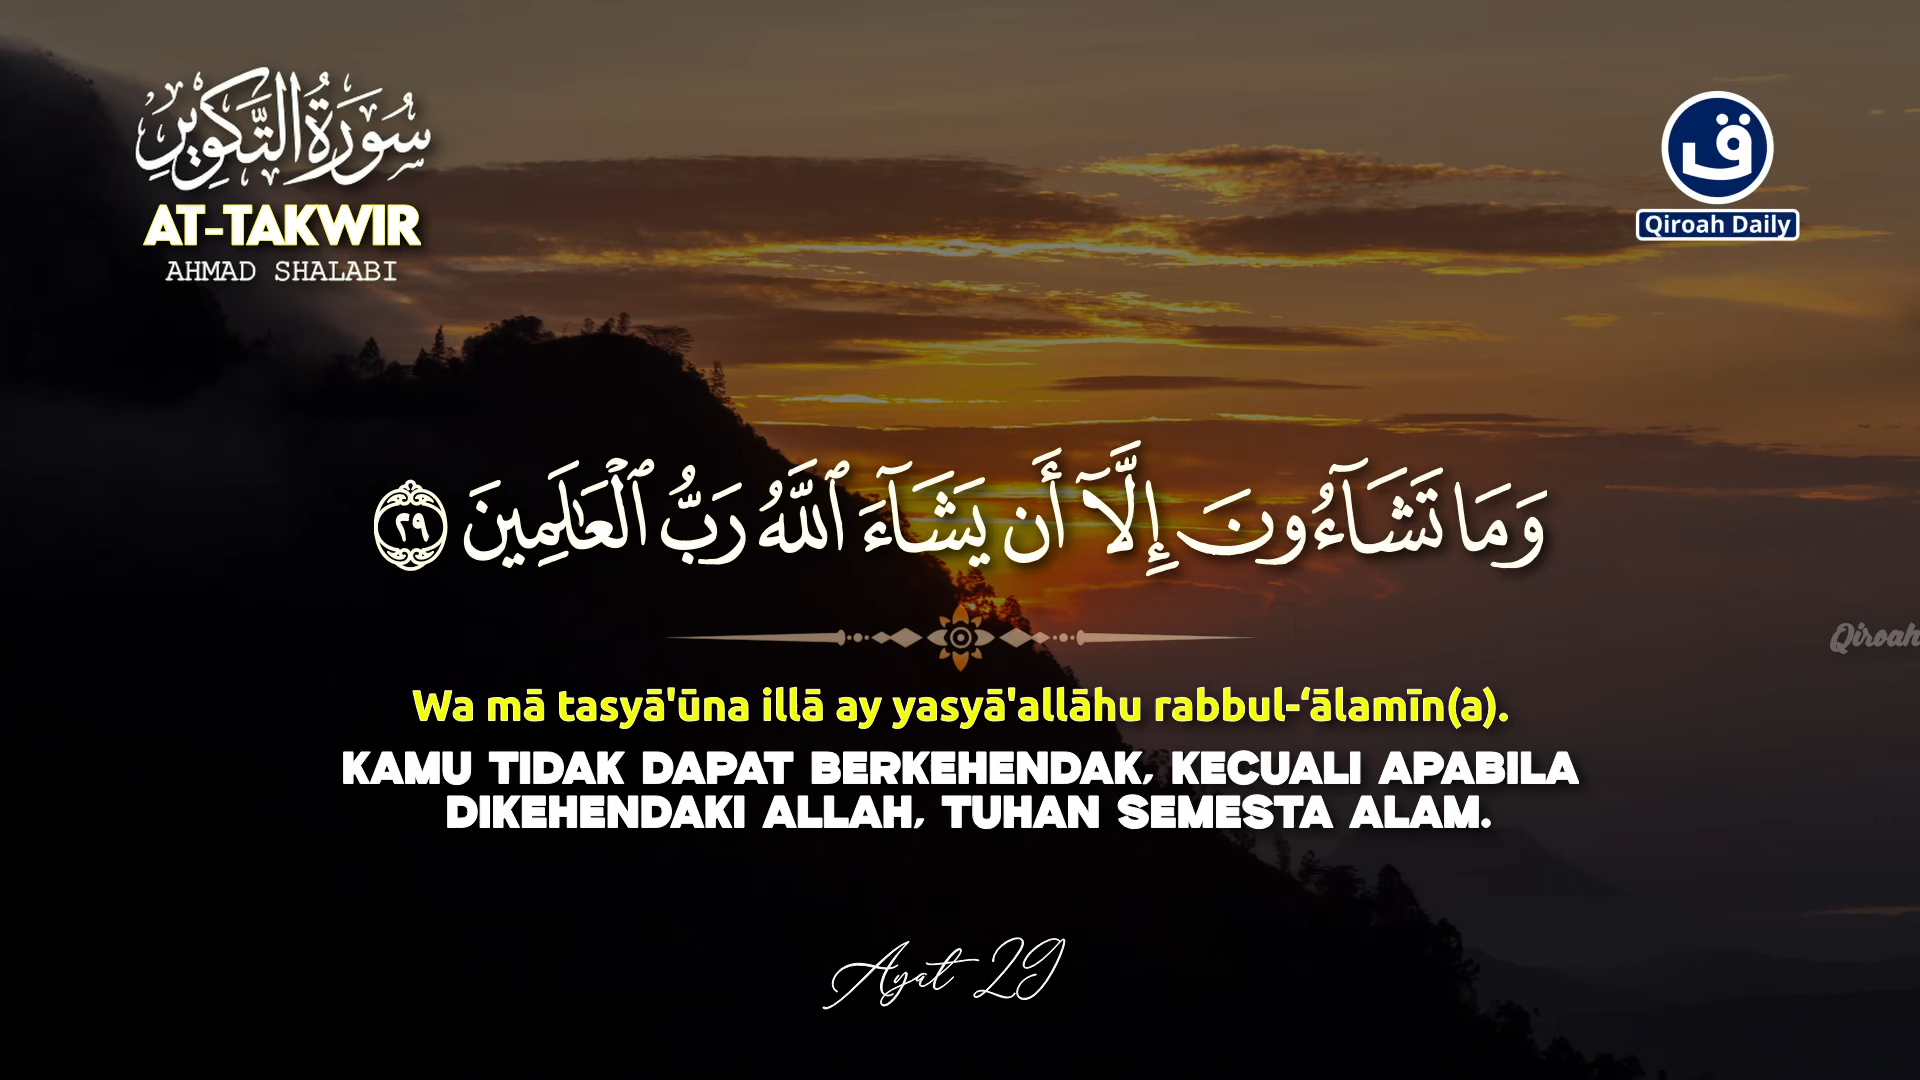 سُورَةُ التَّكْوِيرِ
AT-TAKWIR
AHMAD SHALABI
ق
Qiroah Daily
وَمَا تَشَآءُونَ إِلَّآ أَن يَشَآءَ ٱللَّهُ رَبُّ ٱلْعَـٰلَمِينَ ٢٩
Qiroah
Wa mā tasyā'ūna illā ay yasyā'allāhu rabbul-‘ālamīn(a).
KAMU TIDAK DAPAT BERKEHENDAK, KECUALI APABILA
DIKEHENDAKI ALLAH, TUHAN SEMESTA ALAM.
Ayat 29